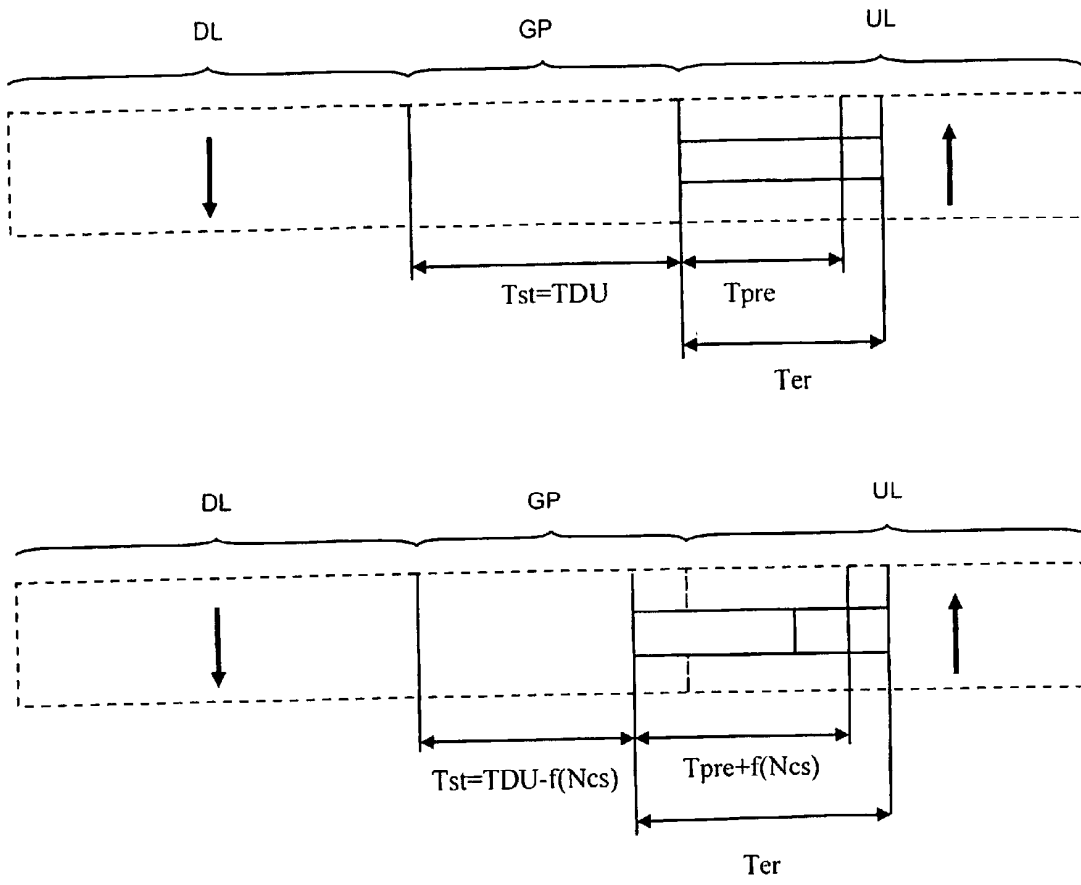 DL GP UL
Tst=TDU Tpre
Ter
DL GP UL
Tst=TDU-f(Ncs) Tpre+f(Ncs)
Ter